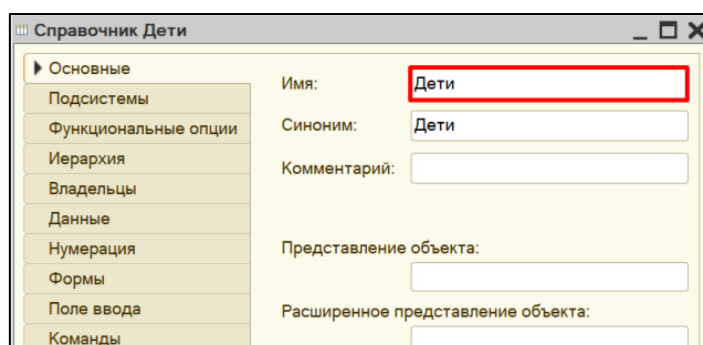 Справочник Дети
Основные
Подсистемы
Функциональные опции
Иерархия
Владельцы
Данные
Нумерация
Формы
Поле ввода
Команды
Имя: Дети
Синоним: Дети
Комментарий:
Представление объекта:
Расширенное представление объекта: